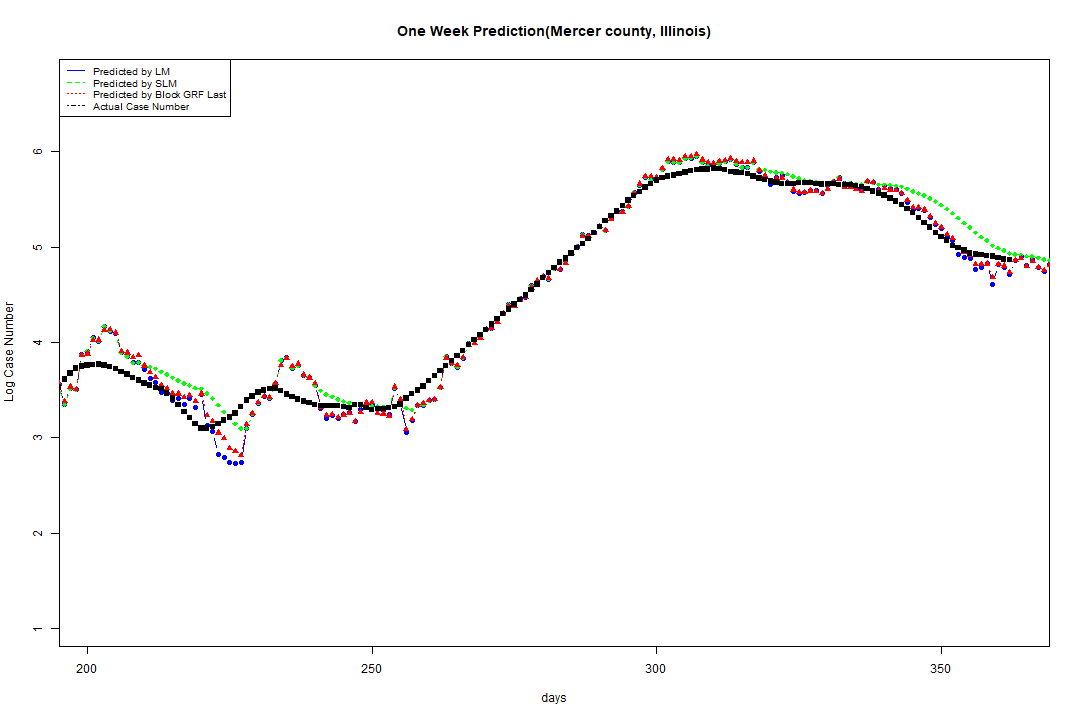 One Week Prediction(Mercer county, Illinois)
Predicted by LM
Predicted by SLM
Predicted by Block GRF Last
Actual Case Number
Log Case Number
6
5
4
3
2
1
200 250 300 350
days